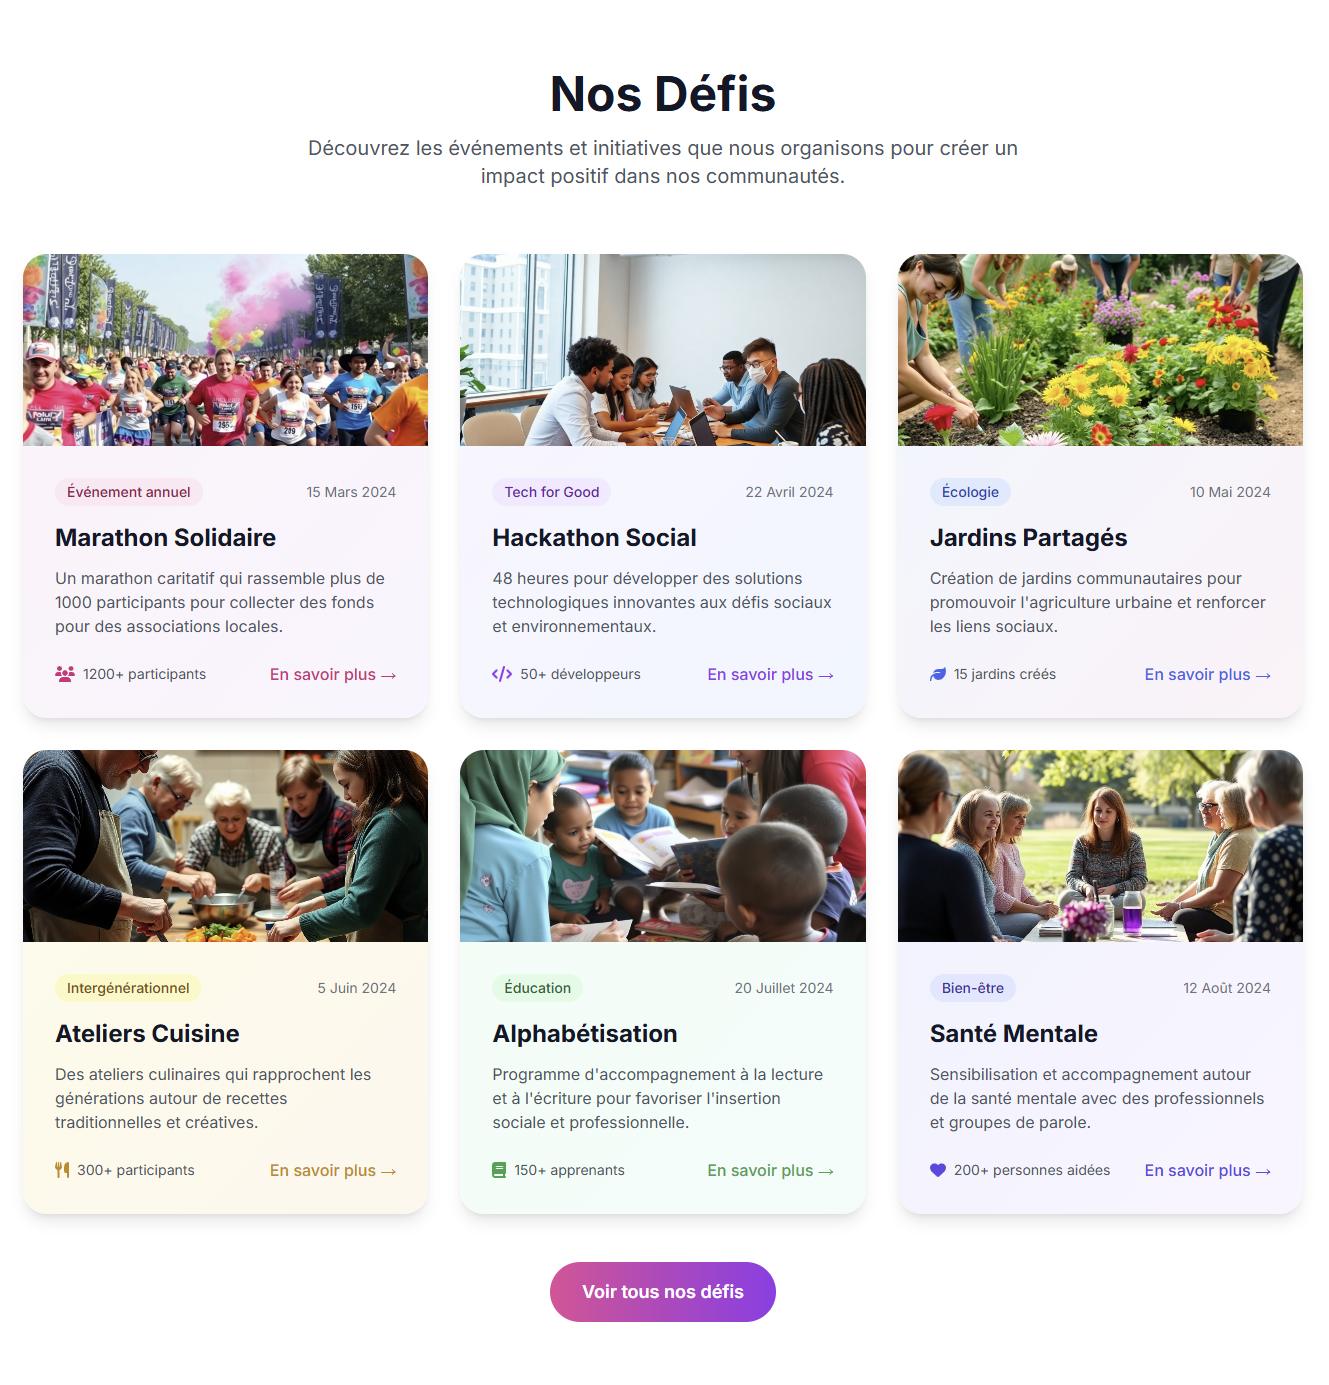 Nos Défis
Découvrez les événements et initiatives que nous organisons pour créer un
impact positif dans nos communautés.
Événement annuel
15 Mars 2024
Marathon Solidaire
Un marathon caritatif qui rassemble plus de
1000 participants pour collecter des fonds
pour des associations locales.
1200+ participants
En savoir plus →
Tech for Good
22 Avril 2024
Hackathon Social
48 heures pour développer des solutions
technologiques innovantes aux défis sociaux
et environnementaux.
50+ développeurs
En savoir plus →
Écologie
10 Mai 2024
Jardins Partagés
Création de jardins communautaires pour
promouvoir l'agriculture urbaine et renforcer
les liens sociaux.
15 jardins créés
En savoir plus →
Intergénérationnel
5 Juin 2024
Ateliers Cuisine
Des ateliers culinaires qui rapprochent les
générations autour de recettes
traditionnelles et créatives.
300+ participants
En savoir plus →
Éducation
20 Juillet 2024
Alphabétisation
Programme d'accompagnement à la lecture
et à l'écriture pour favoriser l'insertion
sociale et professionnelle.
150+ apprenants
En savoir plus →
Bien-être
12 Août 2024
Santé Mentale
Sensibilisation et accompagnement autour
de la santé mentale avec des professionnels
et groupes de parole.
200+ personnes aidées
En savoir plus →
Voir tous nos défis